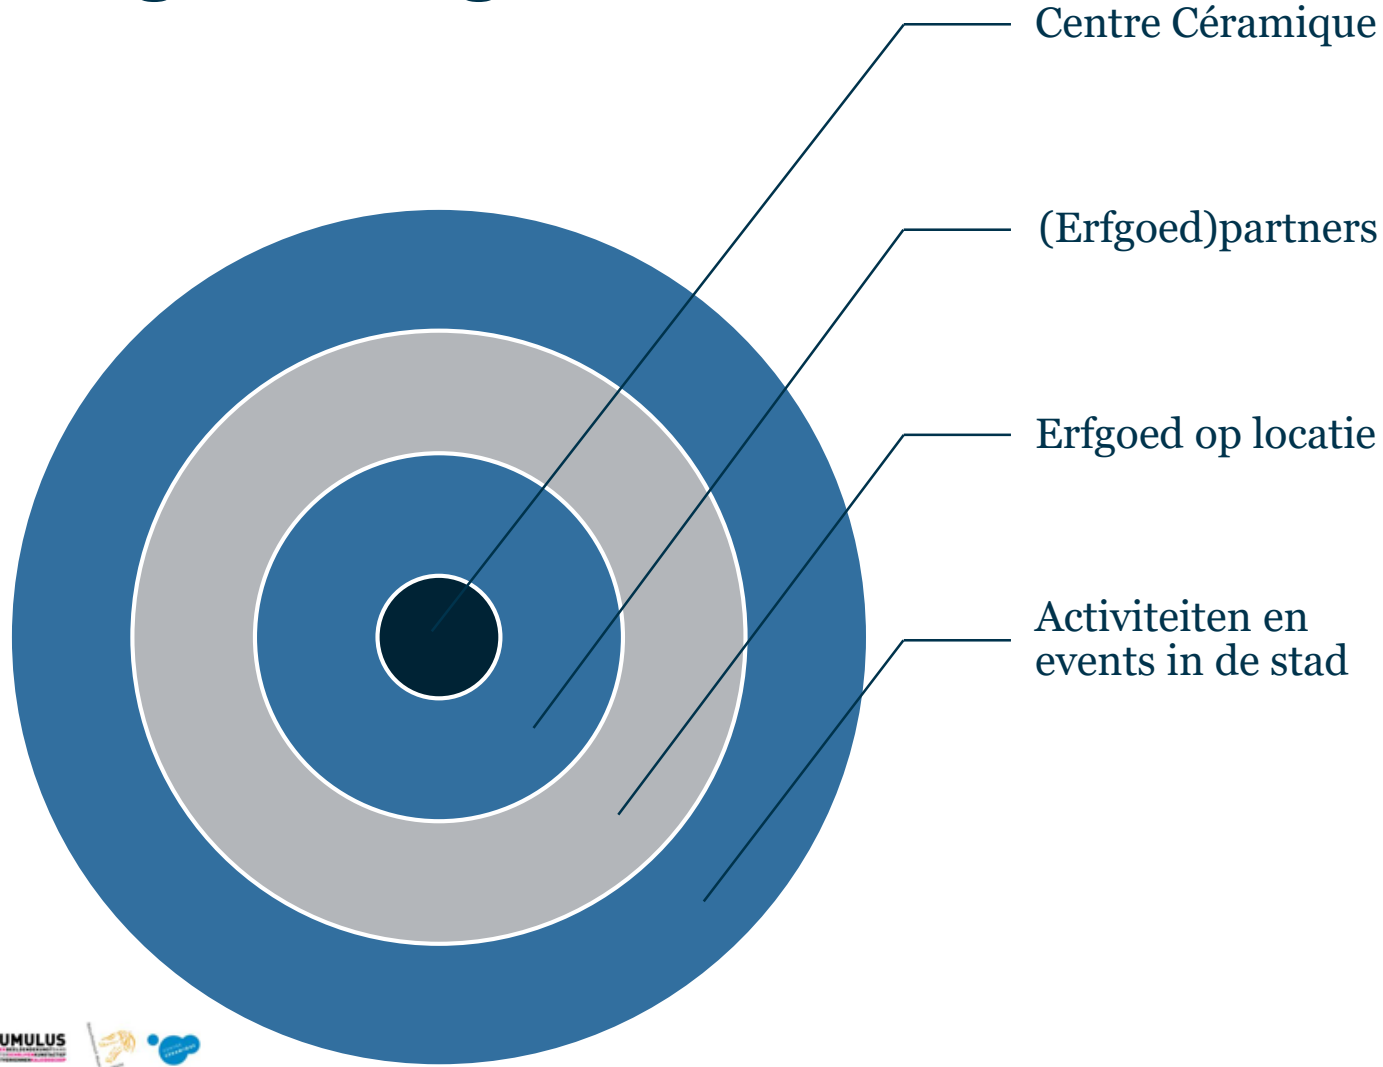 Centre Céramique
(Erfgoed)partners
Erfgoed op locatie
Activiteiten en
events in de stad
UMULUS